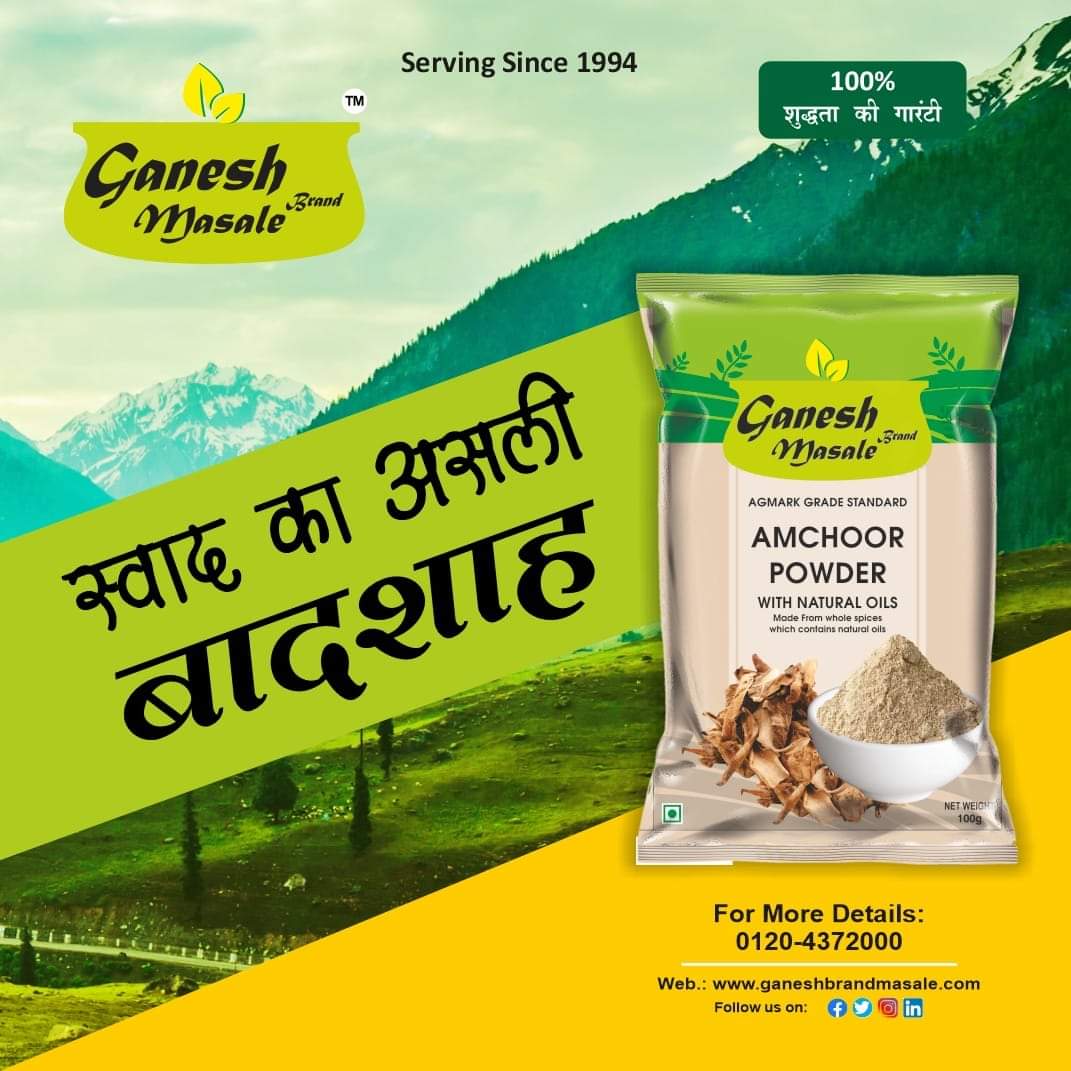 Serving Since 1994
100%
शुद्धता की गारंटी
TM
Ganesh
Masale Brand
स्वाद का असली
बादशाह
Ganesh
Masale Brand
AGMARK GRADE STANDARD
AMCHOOR
POWDER
WITH NATURAL OILS
Made From whole spices
which contains natural oils
NET WEIGHT
100g
For More Details:
0120-4372000
Web.: www.ganeshbrandmasale.com
Follow us on: